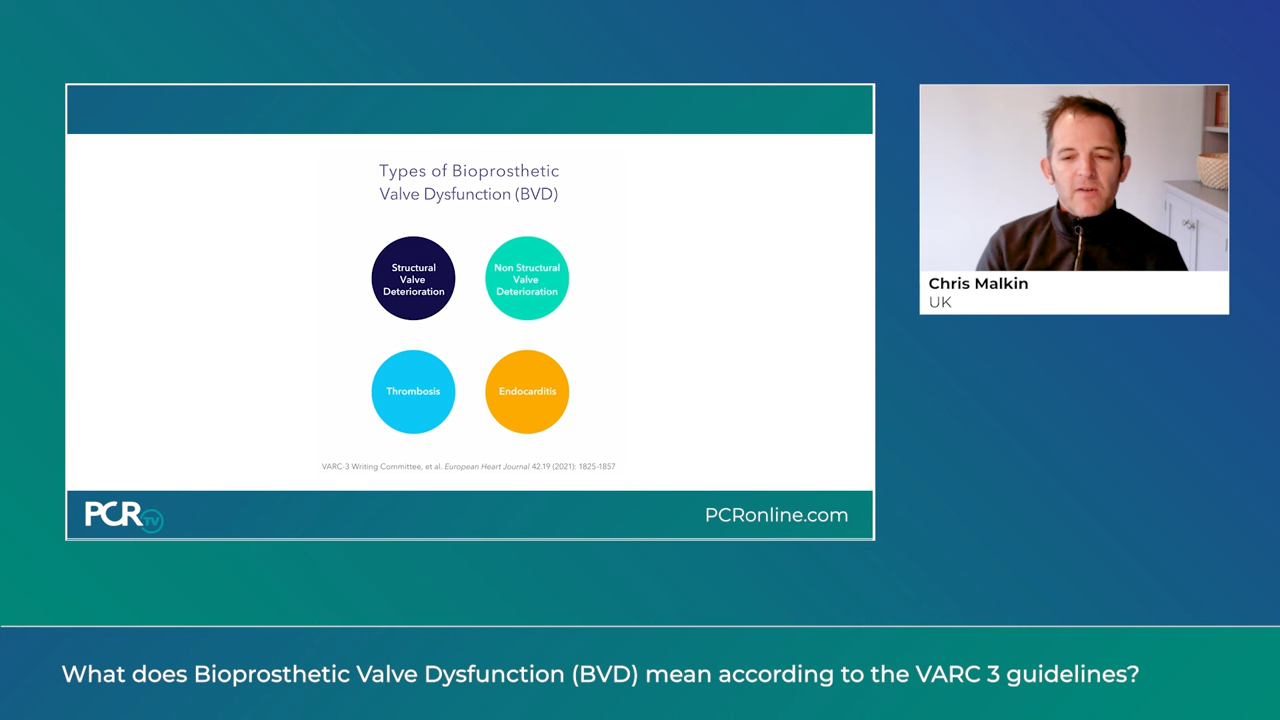 Types of Bioprosthetic
Valve Dysfunction (BVD)
Structural
Valve
Deterioration
Non Structural
Valve
Deterioration
Thrombosis
Endocarditis
VARC-3 Writing Committee, et al. European Heart Journal 42.19 (2021): 1825-1857
PCR TV
PCRonline.com
Chris Malkin
UK
What does Bioprosthetic Valve Dysfunction (BVD) mean according to the VARC 3 guidelines?